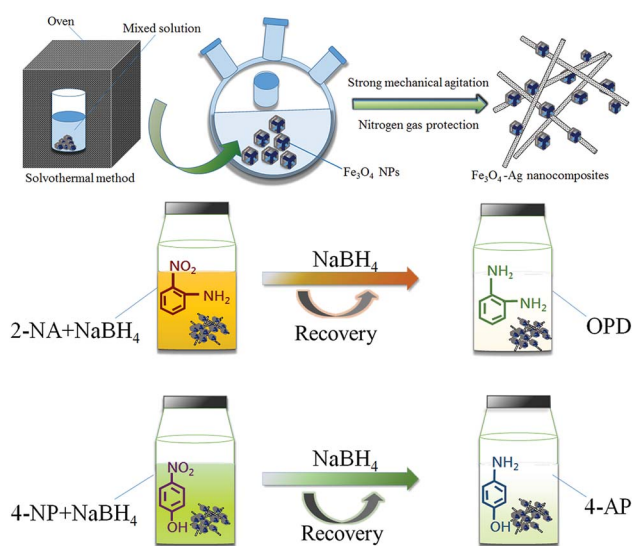 Oven
Mixed solution
Solvothermal method
Fe₃O₄ NPs
Strong mechanical agitation
Nitrogen gas protection
Fe₃O₄-Ag nanocomposites
NO₂
NH₂
2-NA+NaBH₄
NaBH₄
Recovery
NH₂
NH₂
OPD
NO₂
OH
4-NP+NaBH₄
NaBH₄
Recovery
NH₂
OH
4-AP